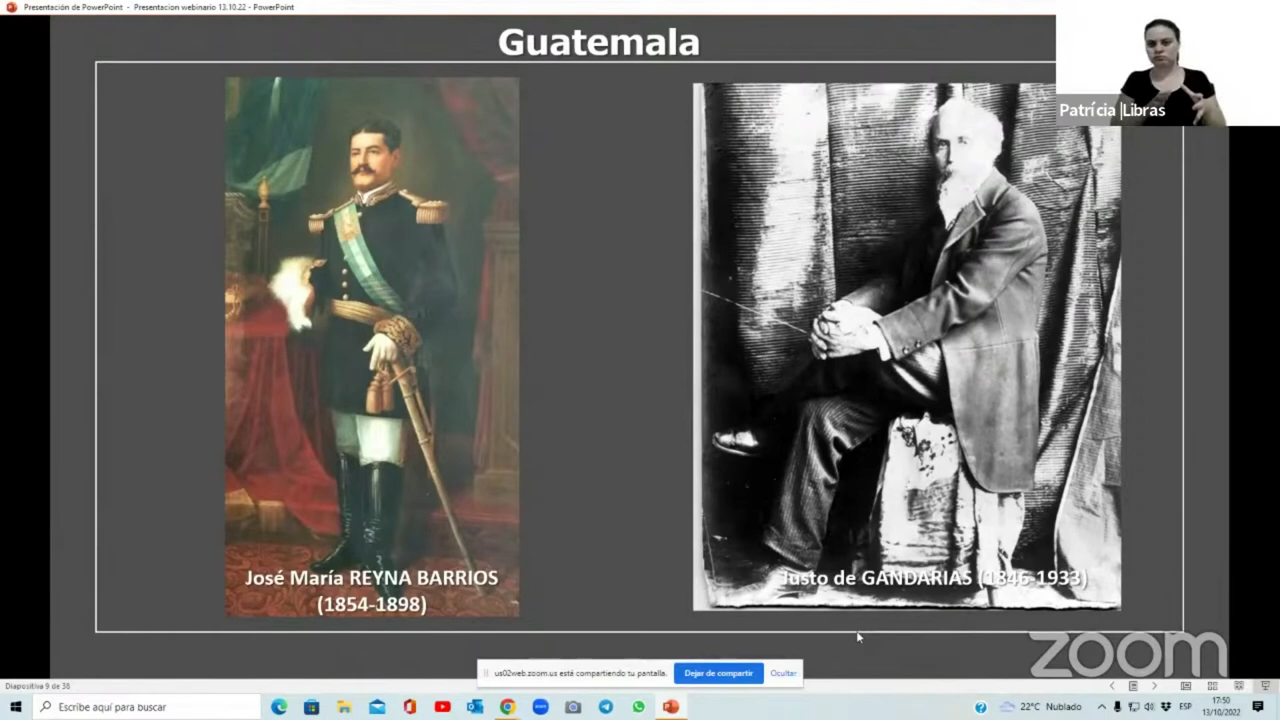 Presentación de PowerPoint - Presentacion webinario 13.10.22 - PowerPoint
Guatemala
Patrícia |Libras
José María REYNA BARRIOS
(1854-1898)
Justo de GANDARIAS (1846-1933)
zoom
us02web.zoom.us está compartiendo tu pantalla.
Dejar de compartir
Ocultar
Diapositiva 9 de 38
Escribe aquí para buscar
22°C Nublado
ESP
17:50
13/10/2022